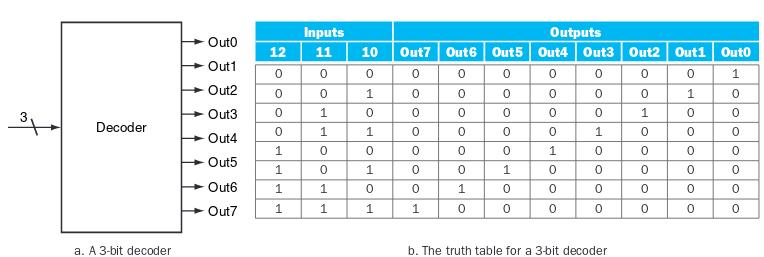 3
Decoder
Out0
Out1
Out2
Out3
Out4
Out5
Out6
Out7
a. A 3-bit decoder
Inputs Outputs
12 11 10 Out7 Out6 Out5 Out4 Out3 Out2 Out1 Out0
0 0 0 0 0 0 0 0 0 0 1
0 0 1 0 0 0 0 0 0 1 0
0 1 0 0 0 0 0 0 1 0 0
0 1 1 0 0 0 0 1 0 0 0
1 0 0 0 0 0 1 0 0 0 0
1 0 1 0 0 1 0 0 0 0 0
1 1 0 0 1 0 0 0 0 0 0
1 1 1 1 0 0 0 0 0 0 0
b. The truth table for a 3-bit decoder